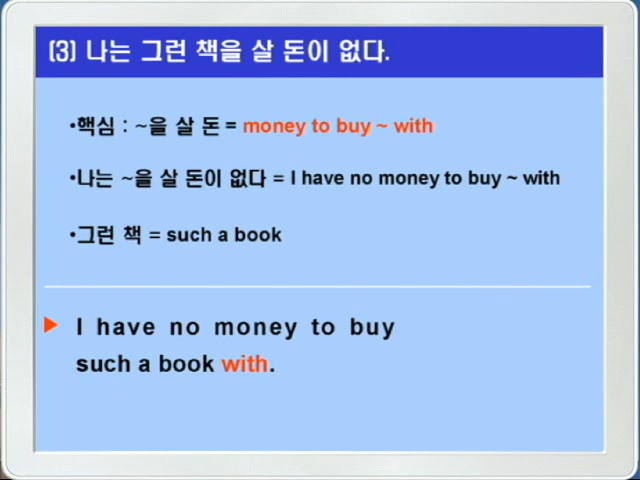 (3) 나는 그런 책을 살 돈이 없다.
•핵심 : ~을 살 돈 = money to buy ~ with
•나는 ~을 살 돈이 없다 = I have no money to buy ~ with
•그런 책 = such a book
I have no money to buy
such a book with.